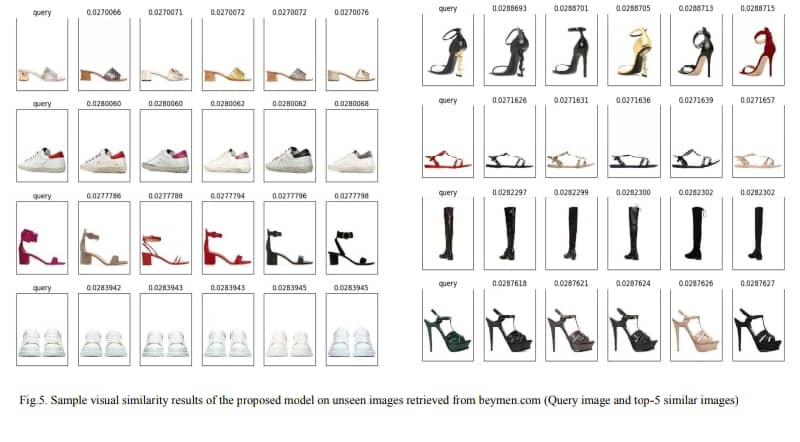 query 0.0270066 0.0270071 0.0270072 0.0270072 0.0270076
query 0.0280060 0.0280060 0.0280062 0.0280062 0.0280068
query 0.0277786 0.0277788 0.0277794 0.0277796 0.0277798
query 0.0283942 0.0283943 0.0283943 0.0283945 0.0283945
query 0.0288693 0.0288701 0.0288705 0.0288713 0.0288715
query 0.0271626 0.0271631 0.0271636 0.0271639 0.0271657
query 0.0282297 0.0282299 0.0282300 0.0282302 0.0282302
query 0.0287618 0.0287621 0.0287624 0.0287626 0.0287627
Fig.5. Sample visual similarity results of the proposed model on unseen images retrieved from beymen.com (Query image and top-5 similar images)